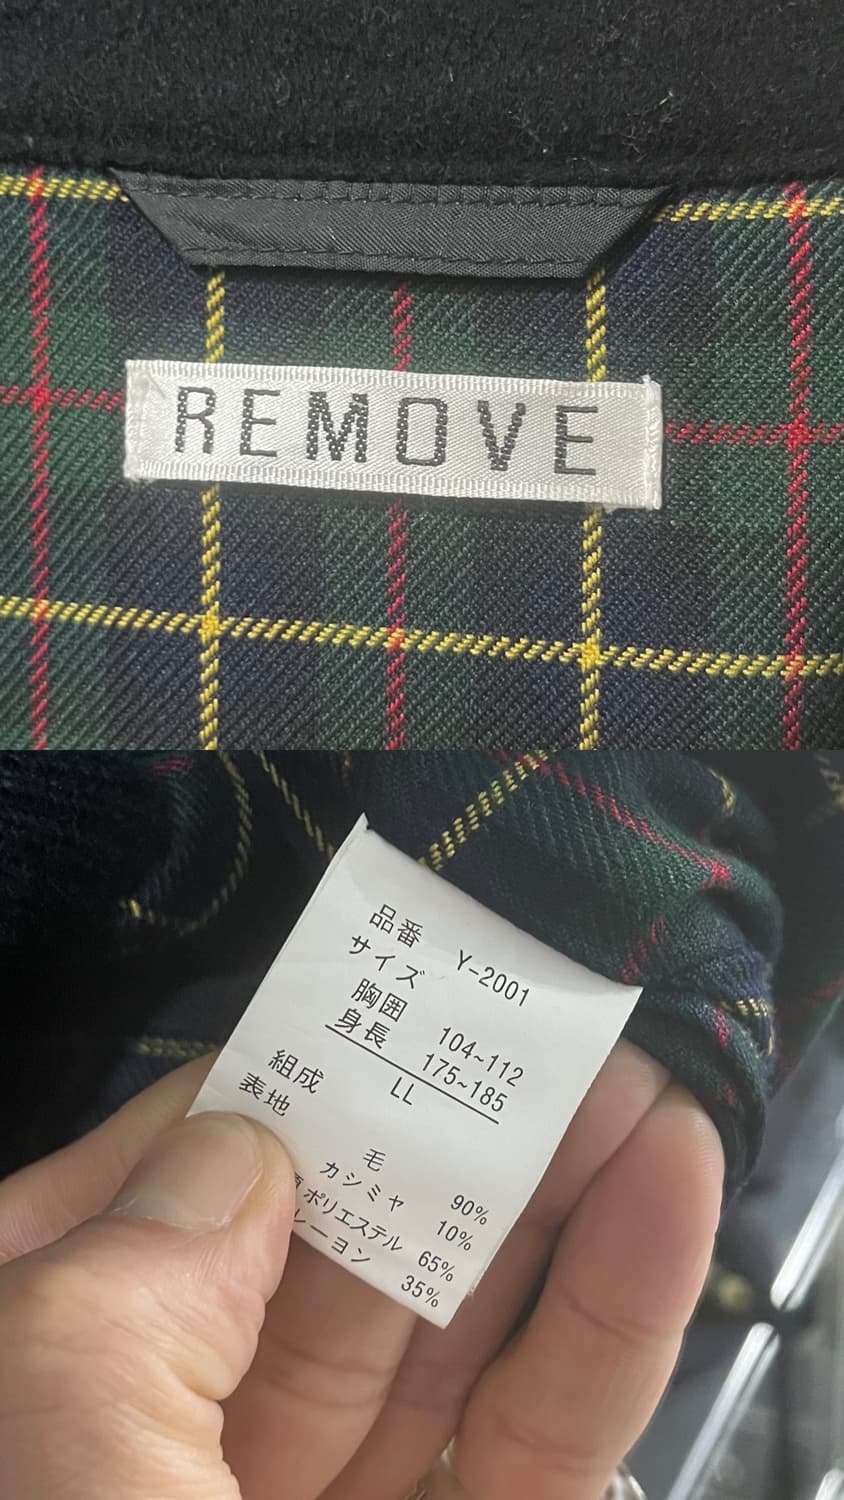 REMOVE
品番 Y-2001
サイズ
胸囲 104~112
身長 175~185
LL
組成
表地
毛 90%
カシミヤ 10%
ポリエステル 65%
レーヨン 35%